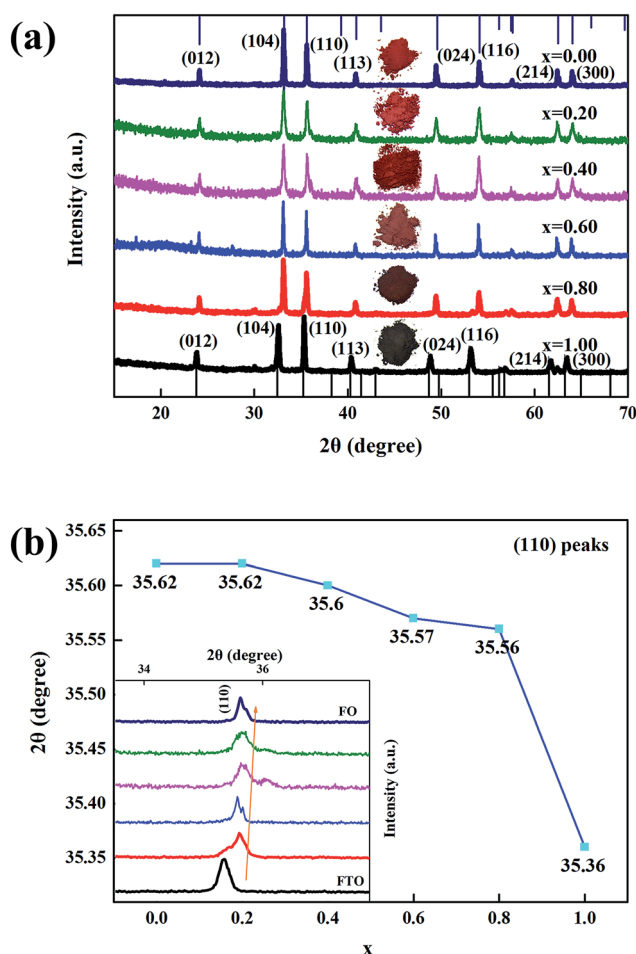 (a)
(012)
(104)
(110)
(113)
(024)
(116)
(214)
(300)
x=0.00
x=0.20
x=0.40
x=0.60
x=0.80
x=1.00
(012)
(104)
(110)
(113)
(024)
(116)
(214)
(300)
Intensity (a.u.)
20 30 40 50 60 70
2θ (degree)
(b)
(110) peaks
35.65
35.60
35.55
35.50
35.45
35.40
35.35
2θ (degree)
35.62
35.62
35.6
35.57
35.56
35.36
2θ (degree)
34 36
(110)
FO
FTO
Intensity (a.u.)
0.0 0.2 0.4 0.6 0.8 1.0
x